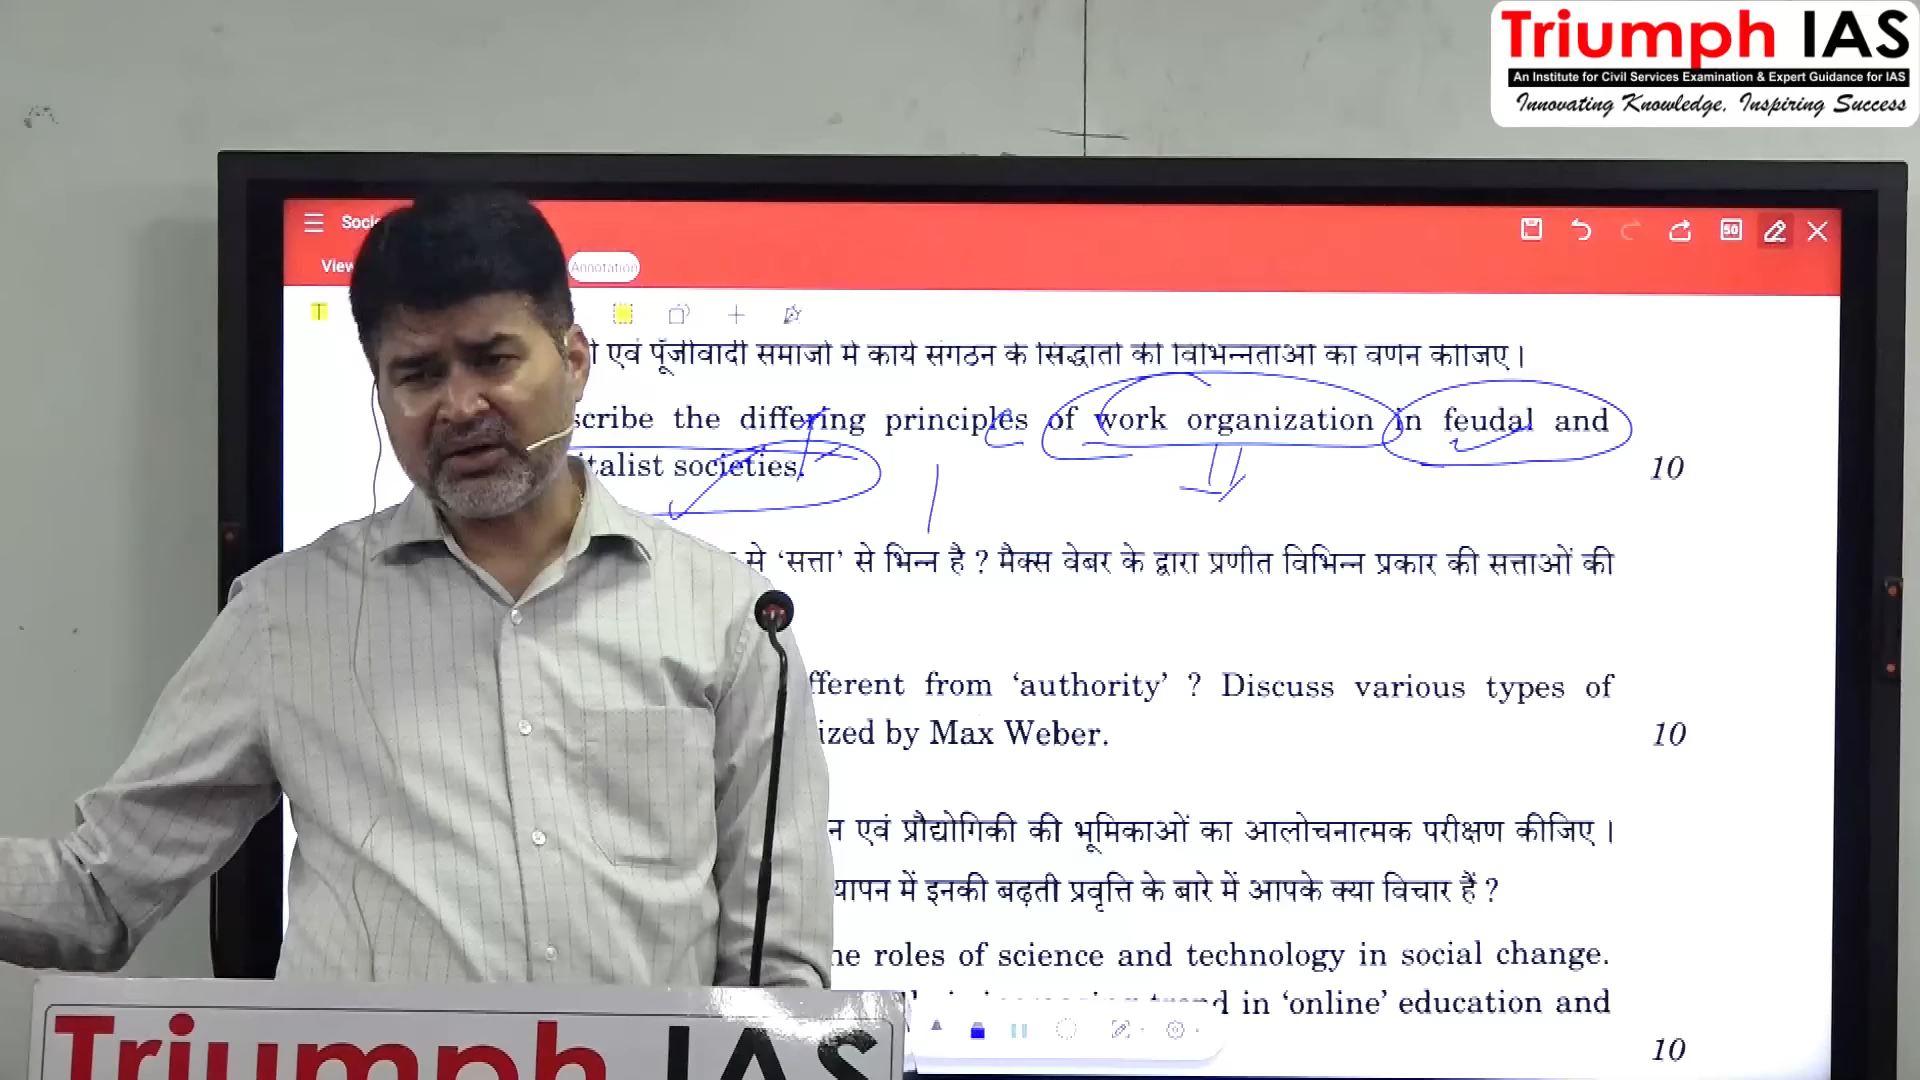 Triumph IAS
An Institute for Civil Services Examination & Expert Guidance for IAS
Innovating Knowledge, Inspiring Success
View
Annotation
50
एवं पूँजीवादी समाजों में कार्य संगठन के सिद्धांतों की विभिन्नताओं का वर्णन कीजिए।
scribe the differing principles of work organization in feudal and
italist societies.
10
से 'सत्ता' से भिन्न है ? मैक्स वेबर के द्वारा प्रणीत विभिन्न प्रकार की सत्ताओं की
fferent from 'authority' ? Discuss various types of
ized by Max Weber.
10
एवं प्रौद्योगिकी की भूमिकाओं का आलोचनात्मक परीक्षण कीजिए।
यापन में इनकी बढ़ती प्रवृत्ति के बारे में आपके क्या विचार हैं ?
he roles of science and technology in social change.
in 'online' education and
10
Triumph IAS